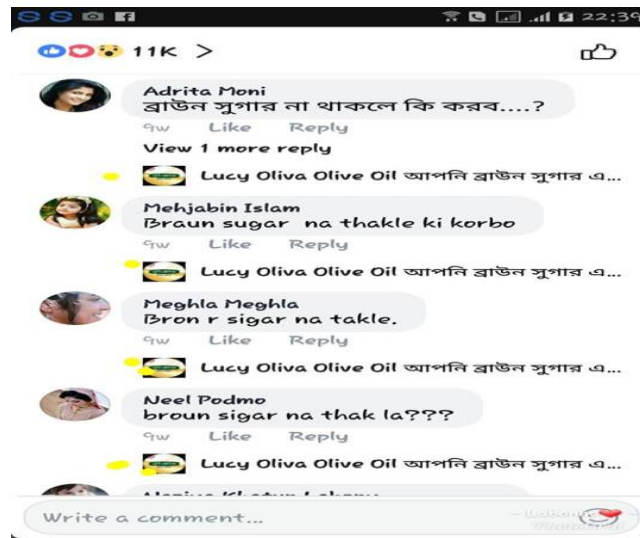 22:39
11K >
Adrita Moni
ব্রাউন সুগার না থাকলে কি করব....?
9w Like Reply
View 1 more reply
Lucy Oliva Olive Oil আপনি ব্রাউন সুগার এ...
Mehjabin Islam
Braun sugar na thakle ki korbo
9w Like Reply
Lucy Oliva Olive Oil আপনি ব্রাউন সুগার এ...
Meghla Meghla
Bron r sigar na takle.
9w Like Reply
Lucy Oliva Olive Oil আপনি ব্রাউন সুগার এ...
Neel Podmo
broun sigar na thak la???
9w Like Reply
Lucy Oliva Olive Oil আপনি ব্রাউন সুগার এ...
Write a comment...